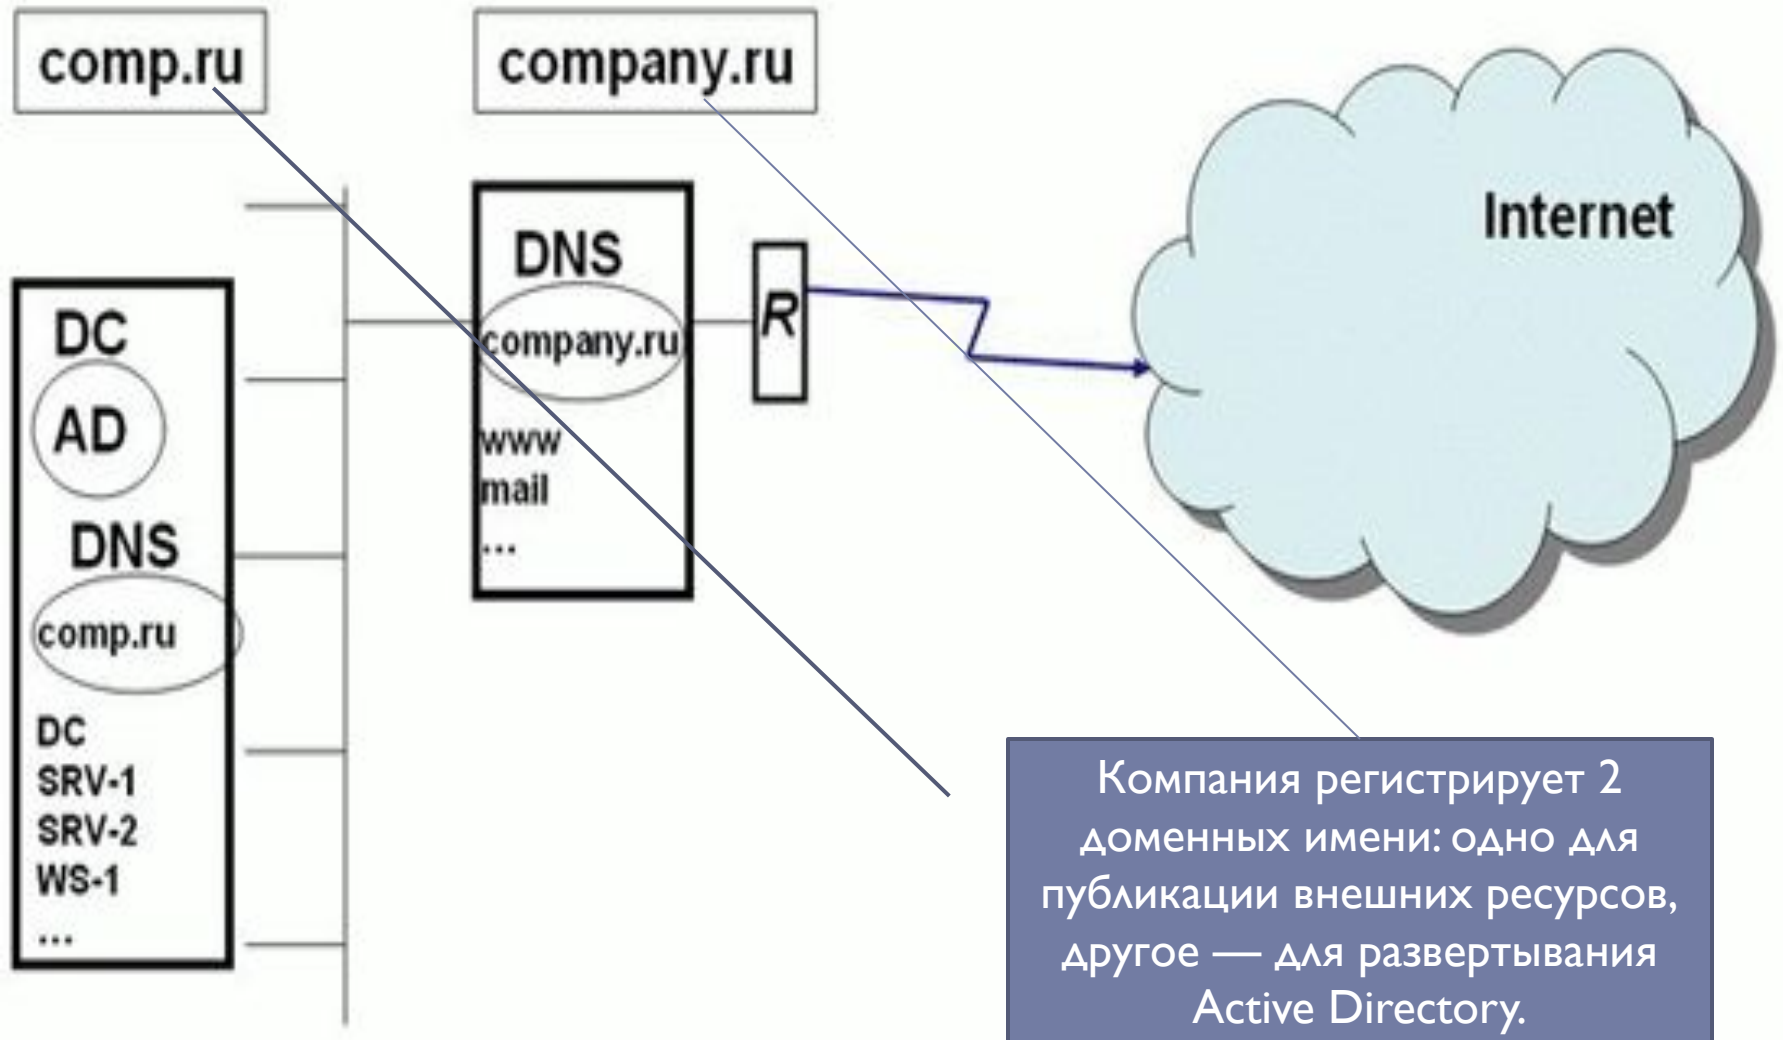 comp.ru
company.ru
DC
AD
DNS
comp.ru
DC
SRV-1
SRV-2
WS-1
...
DNS
company.ru
www
mail
...
R
Internet
Компания регистрирует 2
доменных имени: одно для
публикации внешних ресурсов,
другое — для развертывания
Active Directory.